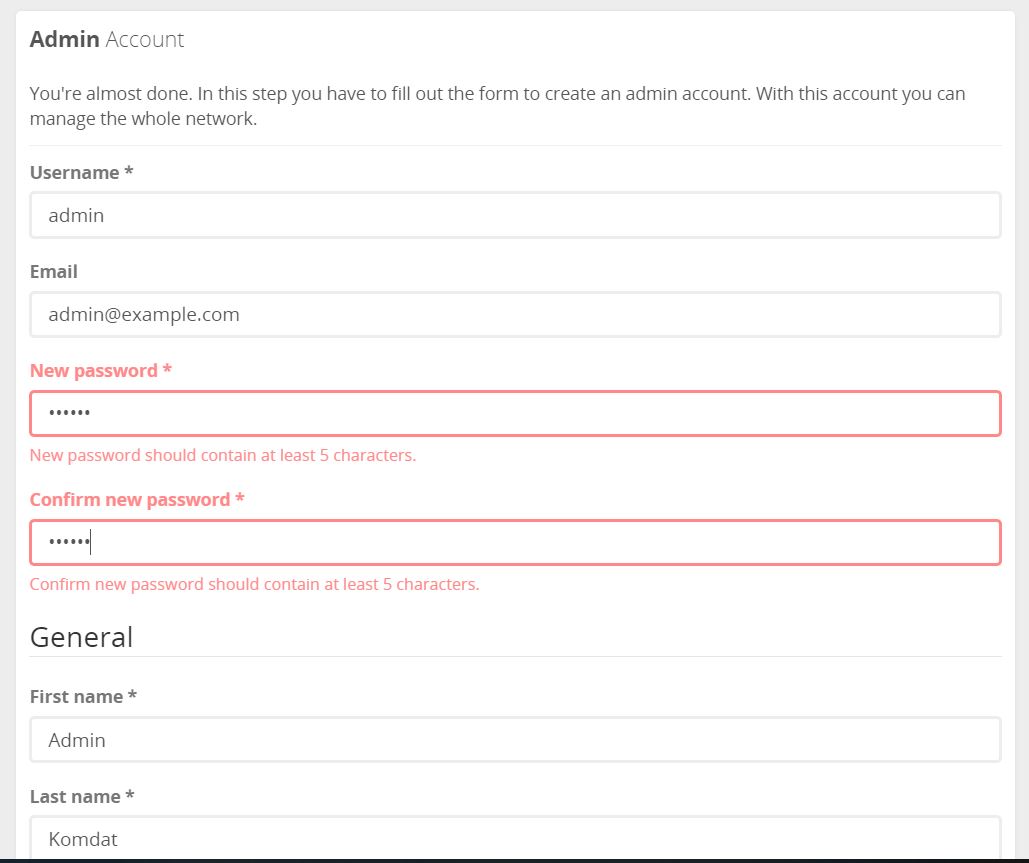 Admin Account
You're almost done. In this step you have to fill out the form to create an admin account. With this account you can
manage the whole network.
Username *
admin
Email
admin@example.com
New password *
••••••
New password should contain at least 5 characters.
Confirm new password *
••••••
Confirm new password should contain at least 5 characters.
General
First name *
Admin
Last name *
Komdat